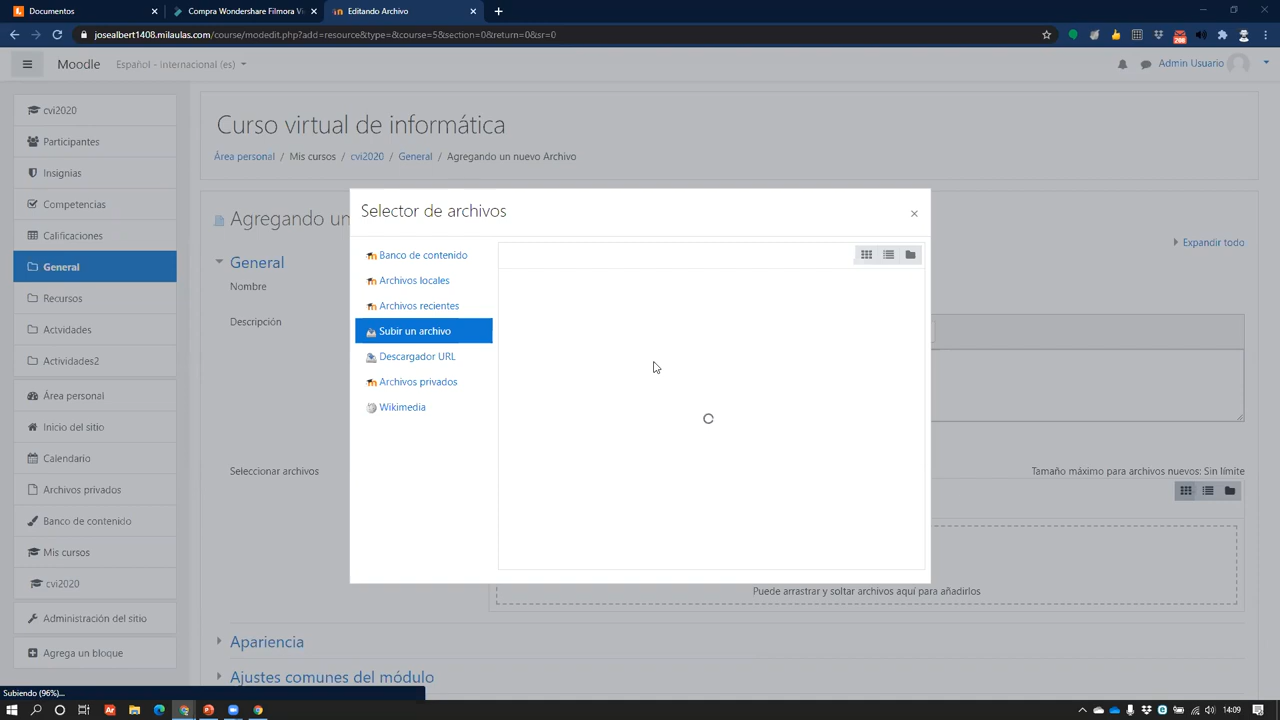 Documentos
Compra Wondershare Filmora Vi
Editando Archivo
josealbert1408.milaulas.com/course/modedit.php?add=resource&type=&course=5&section=0&return=0&sr=0
Moodle
Español - Internacional (es)
Admin Usuario
cvi2020
Participantes
Insignias
Competencias
Calificaciones
General
Recursos
Actvidades
Actividades2
Área personal
Inicio del sitio
Calendario
Archivos privados
Banco de contenido
Mis cursos
cvi2020
Administración del sitio
Agrega un bloque
Curso virtual de informática
Área personal / Mis cursos / cvi2020 / General / Agregando un nuevo Archivo
Agregando un
Expandir todo
General
Nombre
Descripción
Seleccionar archivos
Tamaño máximo para archivos nuevos: Sin límite
Puede arrastrar y soltar archivos aquí para añadirlos
Apariencia
Ajustes comunes del módulo
Selector de archivos
×
Banco de contenido
Archivos locales
Archivos recientes
Subir un archivo
Descargador URL
Archivos privados
Wikimedia
Subiendo (96%)...
14:09